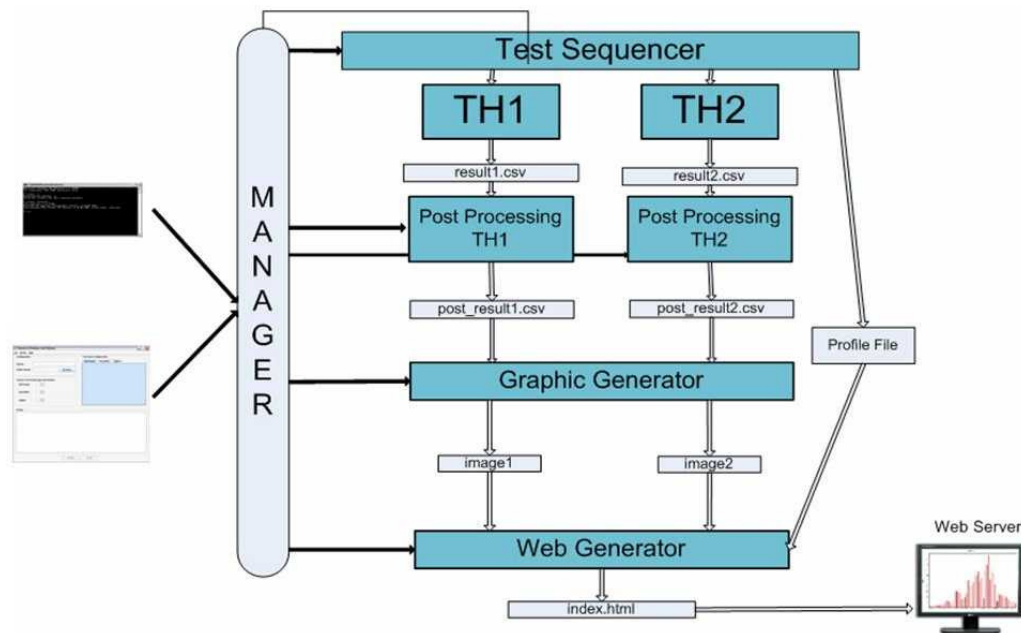 Test Sequencer
TH1
TH2
result1.csv
result2.csv
MANAGER
Post Processing
TH1
Post Processing
TH2
post_result1.csv
post_result2.csv
Profile File
Graphic Generator
image1
image2
Web Generator
Web Server
index.html